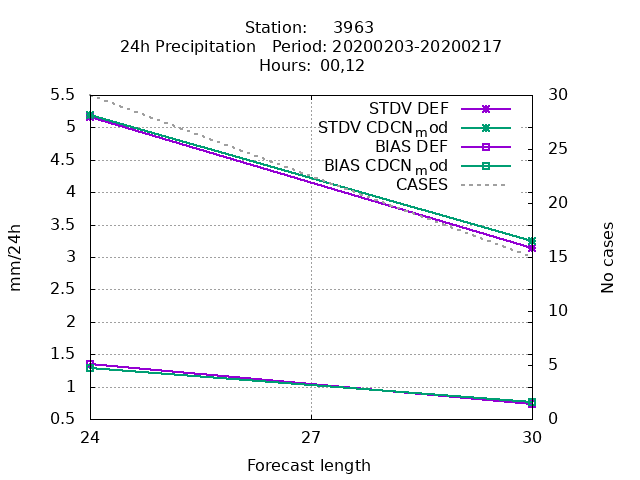 Station: 3963
24h Precipitation Period: 20200203-20200217
Hours: 00,12
5.5 30
STDV DEF
5 STDV CDCNmod
BIAS DEF
25
4.5 BIAS CDCNmod
CASES
4
20
3.5
3 15
2.5
10
2
1.5
5
1
0.5 0
24 27 30
Forecast length
mm/24h
No cases